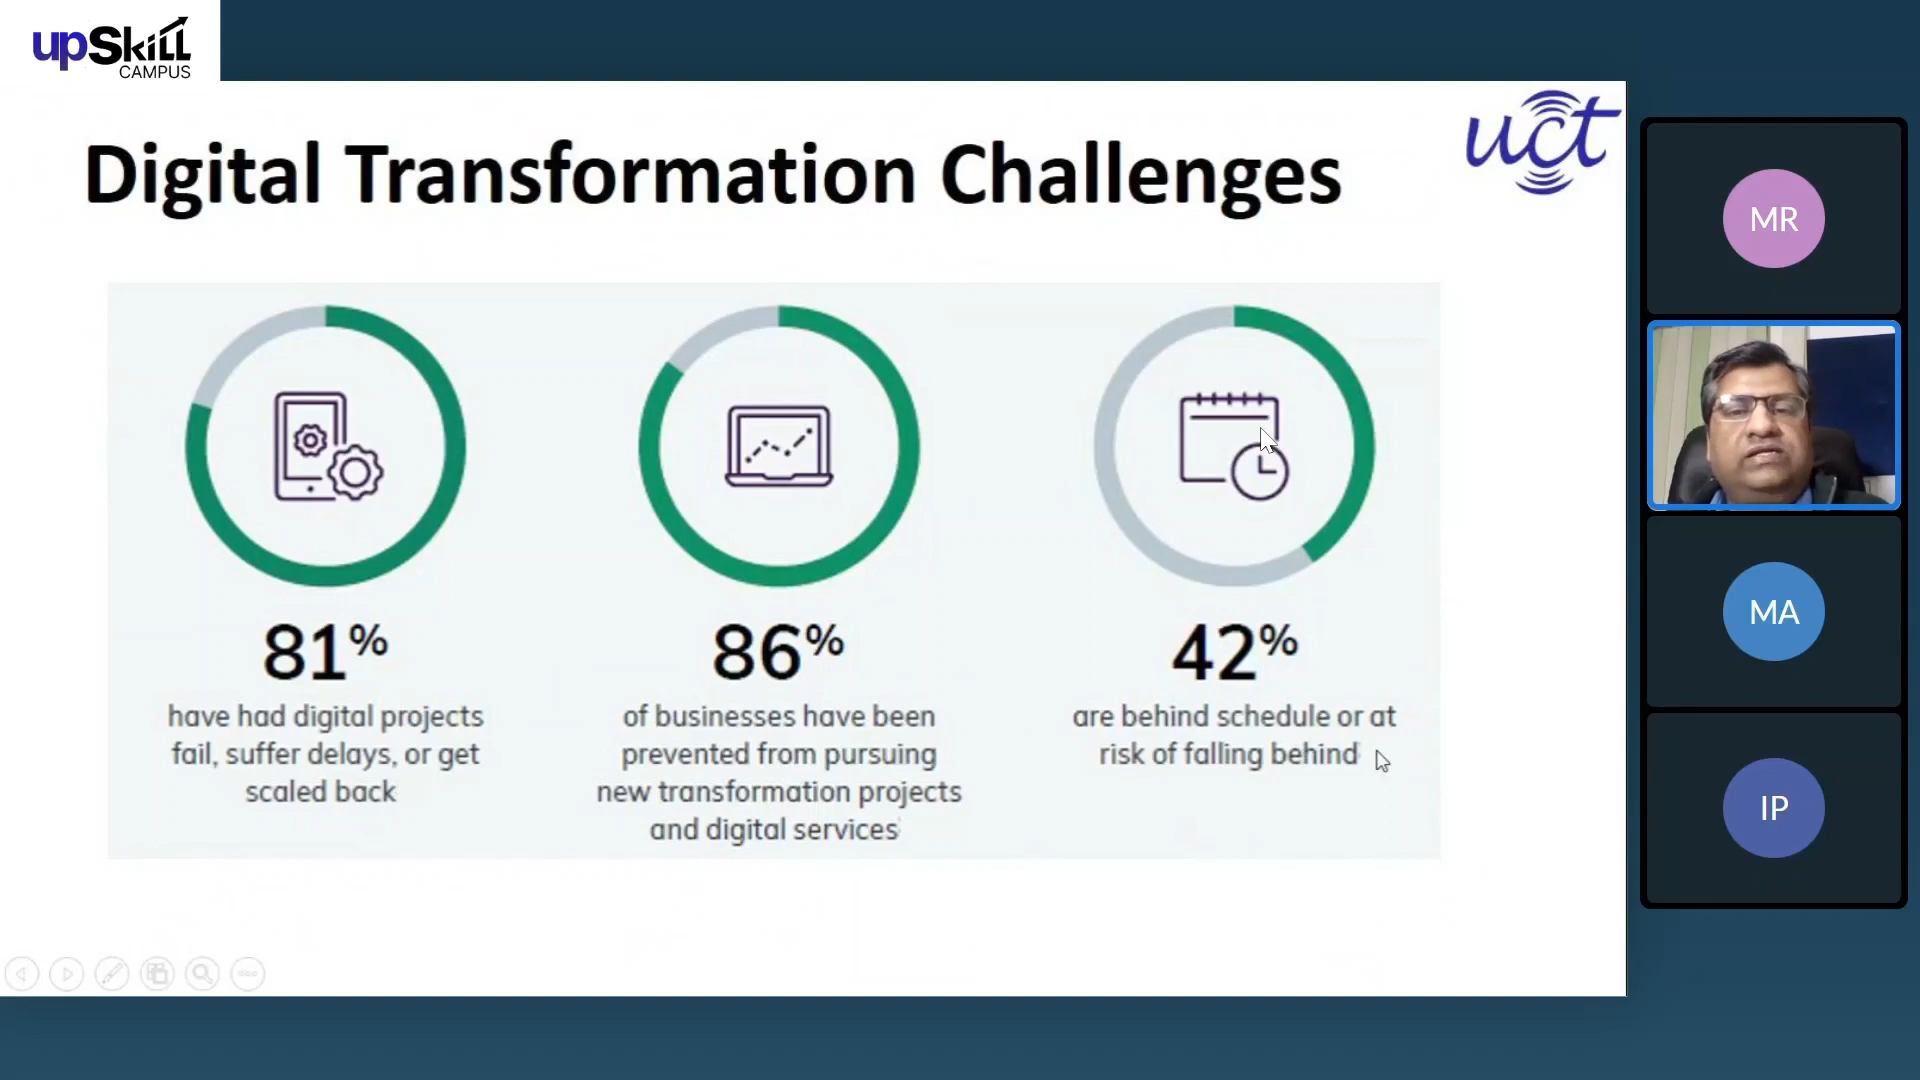 upSkill
CAMPUS
uct
Digital Transformation Challenges
81%
have had digital projects
fail, suffer delays, or get
scaled back
86%
of businesses have been
prevented from pursuing
new transformation projects
and digital services
42%
are behind schedule or at
risk of falling behind
MR
MA
IP